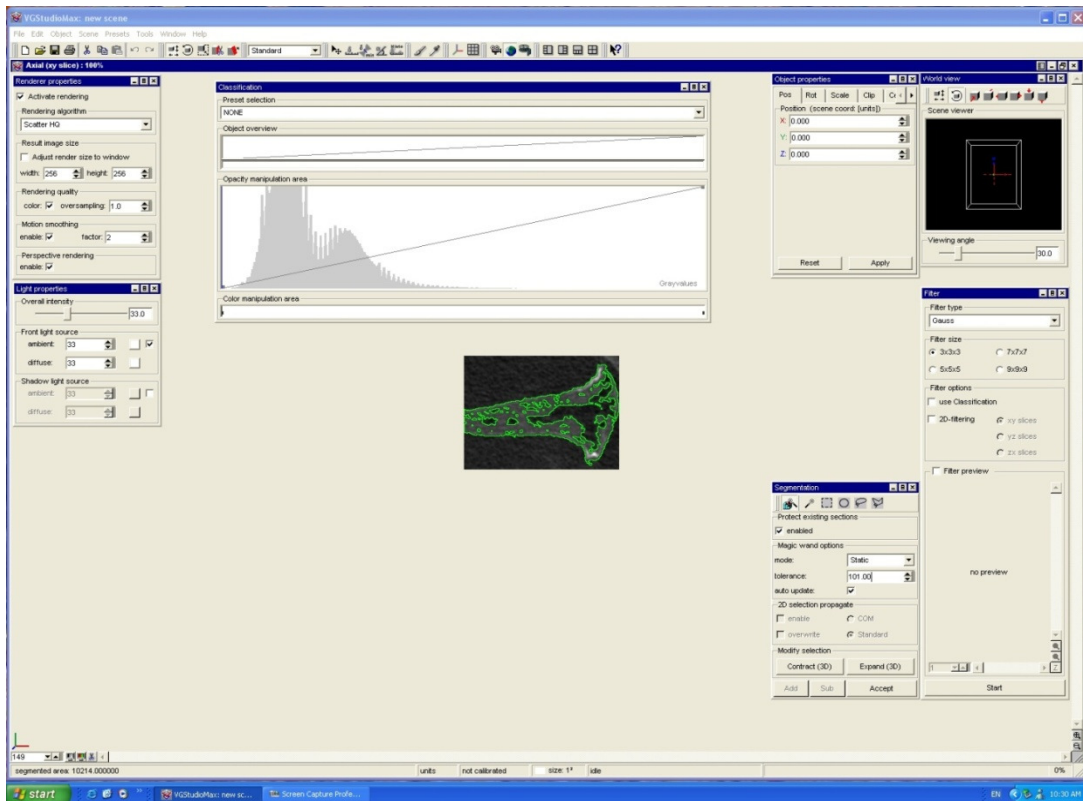 VGStudioMax: new scene
File Edit Object Scene Presets Tools Window Help
Standard
Axial (xy slice) : 100%
Renderer properties
Activate rendering
Rendering algorithm
Scatter HQ
Result image size
Adjust render size to window
width: 256 height: 256
Rendering quality
color: oversampling: 1.0
Motion smoothing
enable: factor: 2
Perspective rendering
enable:
Light properties
Overall intensity
33.0
Front light source
ambient: 33
diffuse: 33
Shadow light source
ambient: 33
diffuse: 33
Classification
Preset selection
NONE
Object overview
Opacity manipulation area
Grayvalues
Color manipulation area
Object properties
Pos Rot Scale Clip
Position (scene coord. [units])
X: 0.000
Y: 0.000
Z: 0.000
Reset Apply
World view
Scene viewer
Viewing angle
30.0
Filter
Filter type
Gauss
Filter size
3x3x3 7x7x7
5x5x5 9x9x9
Filter options
use Classification
2D-filtering xy slices
yz slices
zx slices
Filter preview
no preview
1
Z
Start
Segmentation
Protect existing sections
enabled
Magic wand options
mode: Static
tolerance: 101.00
auto update:
2D selection propagate
enable COM
overwrite Standard
Modify selection
Contract (3D) Expand (3D)
Add Sub Accept
149
segmented area: 10214.000000 units not calibrated size: 1³ idle 0%
start VGStudioMax: new sc... Screen Capture Profe... EN 10:30 AM